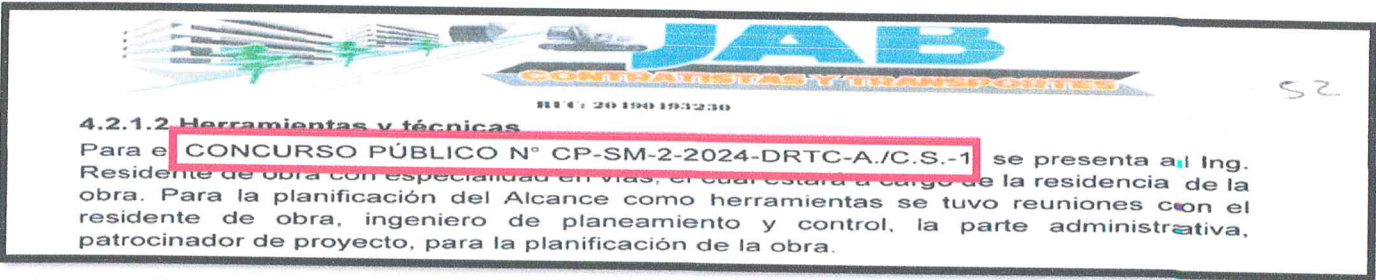 JAB
CONTRATISTAS Y TRANSPORTES
RUC: 20190193230
52
4.2.1.2 Herramientas y técnicas
Para e CONCURSO PÚBLICO N° CP-SM-2-2024-DRTC-A./C.S.-1 se presenta al Ing.
Residente de obra con especialidad en vías, el cual estará a cargo de la residencia de la
obra. Para la planificación del Alcance como herramientas se tuvo reuniones con el
residente de obra, ingeniero de planeamiento y control, la parte administrativa,
patrocinador de proyecto, para la planificación de la obra.